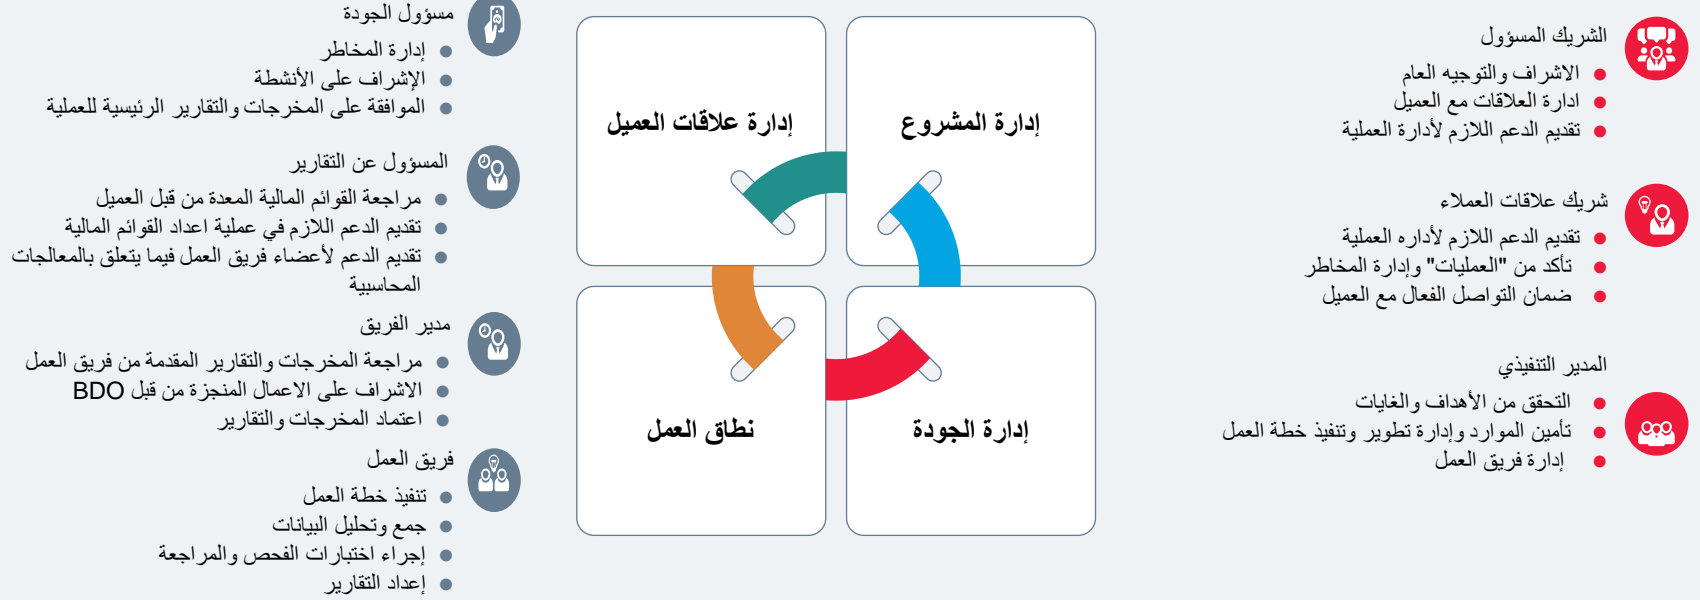 الشريك المسؤول
الاشراف والتوجيه العام
ادارة العلاقات مع العميل
تقديم الدعم اللازم لأدارة العملية
شريك علاقات العملاء
تقديم الدعم اللازم لأداره العملية
تأكد من "العمليات" وإدارة المخاطر
ضمان التواصل الفعال مع العميل
المدير التنفيذي
التحقق من الأهداف والغايات
تأمين الموارد وإدارة تطوير وتنفيذ خطة العمل
إدارة فريق العمل
إدارة المشروع
إدارة علاقات العميل
إدارة الجودة
نطاق العمل
مسؤول الجودة
إدارة المخاطر
الإشراف على الأنشطة
الموافقة على المخرجات والتقارير الرئيسية للعملية
المسؤول عن التقارير
مراجعة القوائم المالية المعدة من قبل العميل
تقديم الدعم اللازم في عملية اعداد القوائم المالية
تقديم الدعم لأعضاء فريق العمل فيما يتعلق بالمعالجات
المحاسبية
مدير الفريق
مراجعة المخرجات والتقارير المقدمة من فريق العمل
الاشراف على الاعمال المنجزة من قبل BDO
اعتماد المخرجات والتقارير
فريق العمل
تنفيذ خطة العمل
جمع وتحليل البيانات
إجراء اختبارات الفحص والمراجعة
إعداد التقارير